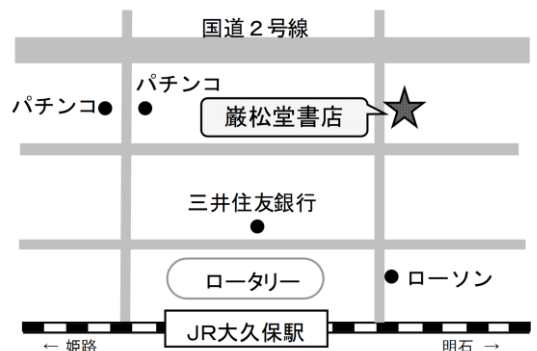 国道２号線
パチンコ
パチンコ
巌松堂書店
三井住友銀行
ロータリー
ローソン
JR大久保駅
← 姫路
明石 →